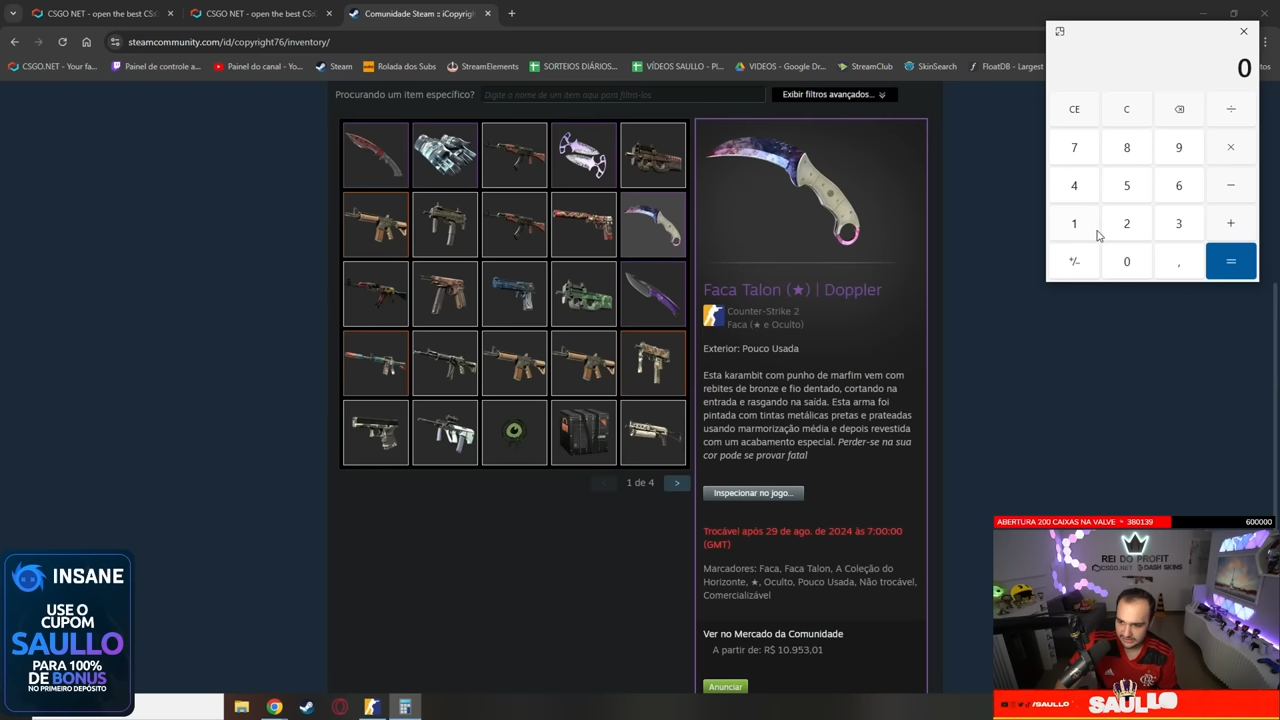 CSGO NET - open the best CS
CSGO NET - open the best CS
Comunidade Steam :: iCopyrigh
steamcommunity.com/id/copyright76/inventory/
CSGO.NET - Your fa...
Painel de controle a...
Painel do canal - Yo...
Steam
Rolada dos Subs
StreamElements
SORTEIOS DIÁRIOS...
VÍDEOS SAULLO - Pl...
VIDEOS - Google Dr...
StreamClub
SkinSearch
FloatDB - Largest
Procurando um item específico?
Digite o nome de um item aqui para filtrá-los
Exibir filtros avançados...
0
CE
C
÷
7
8
9
×
4
5
6
−
1
2
3
+
+/−
0
,
=
Faca Talon (★) | Doppler
Counter-Strike 2
Faca (★ e Oculto)
Exterior: Pouco Usada
Esta karambit com punho de marfim vem com
rebites de bronze e fio dentado, cortando na
entrada e rasgando na saída. Esta arma foi
pintada com tintas metálicas pretas e prateadas
usando marmorização média e depois revestida
com um acabamento especial. Perder-se na sua
cor pode se provar fatal
1 de 4
Inspecionar no jogo...
Trocável após 29 de ago. de 2024 às 7:00:00
(GMT)
Marcadores: Faca, Faca Talon, A Coleção do
Horizonte, ★, Oculto, Pouco Usada, Não trocável,
Comercializável
Ver no Mercado da Comunidade
A partir de: R$ 10.953,01
Anunciar
INSANE
USE O
CUPOM
SAULLO
PARA 100%
DE BONUS
NO PRIMEIRO DEPÓSITO
ABERTURA 200 CAIXAS NA VALVE
380139
600000
REI DO PROFIT
CSGO.NET
DASH SKINS
/SAULLO
SAULLO